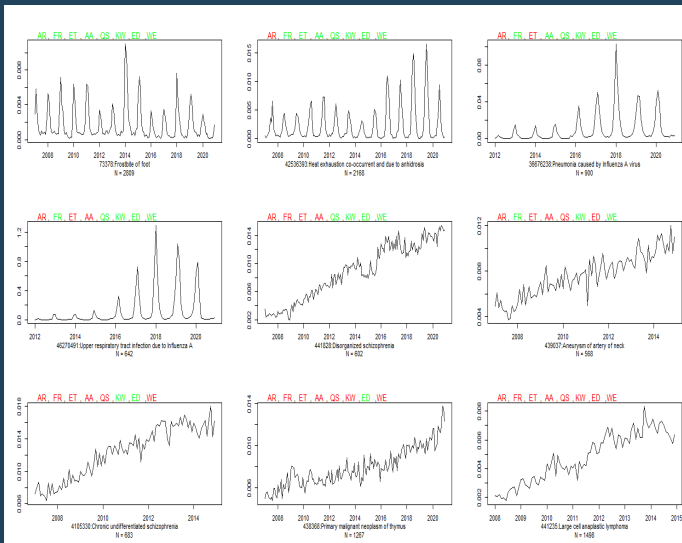 AR, FR, ET, AA, QS, KW, ED, WE
0.000 0.004 0.008
2008 2010 2012 2014 2016 2018 2020
73378:Frostbite of foot
N = 2809
AR, FR, ET, AA, QS, KW, ED, WE
0.000 0.005 0.010 0.015
2008 2010 2012 2014 2016 2018 2020
42536393:Heat exhaustion co-occurrent and due to anhidrosis
N = 2168
AR, FR, ET, AA, QS, KW, ED, WE
0.00 0.04 0.08
2012 2014 2016 2018 2020
36676238:Pneumonia caused by Influenza A virus
N = 900
AR, FR, ET, AA, QS, KW, ED, WE
0.0 0.4 0.8 1.2
2012 2014 2016 2018 2020
46270491:Upper respiratory tract infection due to Influenza A
N = 642
AR, FR, ET, AA, QS, KW, ED, WE
0.002 0.006 0.010 0.014
2008 2010 2012 2014 2016 2018 2020
441828:Disorganized schizophrenia
N = 602
AR, FR, ET, AA, QS, KW, ED, WE
0.004 0.008 0.012
2008 2010 2012 2014
439037:Aneurysm of artery of neck
N = 568
AR, FR, ET, AA, QS, KW, ED, WE
0.006 0.010 0.014 0.018
2008 2010 2012 2014
4105330:Chronic undifferentiated schizophrenia
N = 683
AR, FR, ET, AA, QS, KW, ED, WE
0.006 0.010 0.014
2008 2010 2012 2014 2016 2018 2020
438368:Primary malignant neoplasm of thymus
N = 1267
AR, FR, ET, AA, QS, KW, ED, WE
0.002 0.004 0.006 0.008
2008 2009 2010 2011 2012 2013 2014 2015
441235:Large cell anaplastic lymphoma
N = 1498